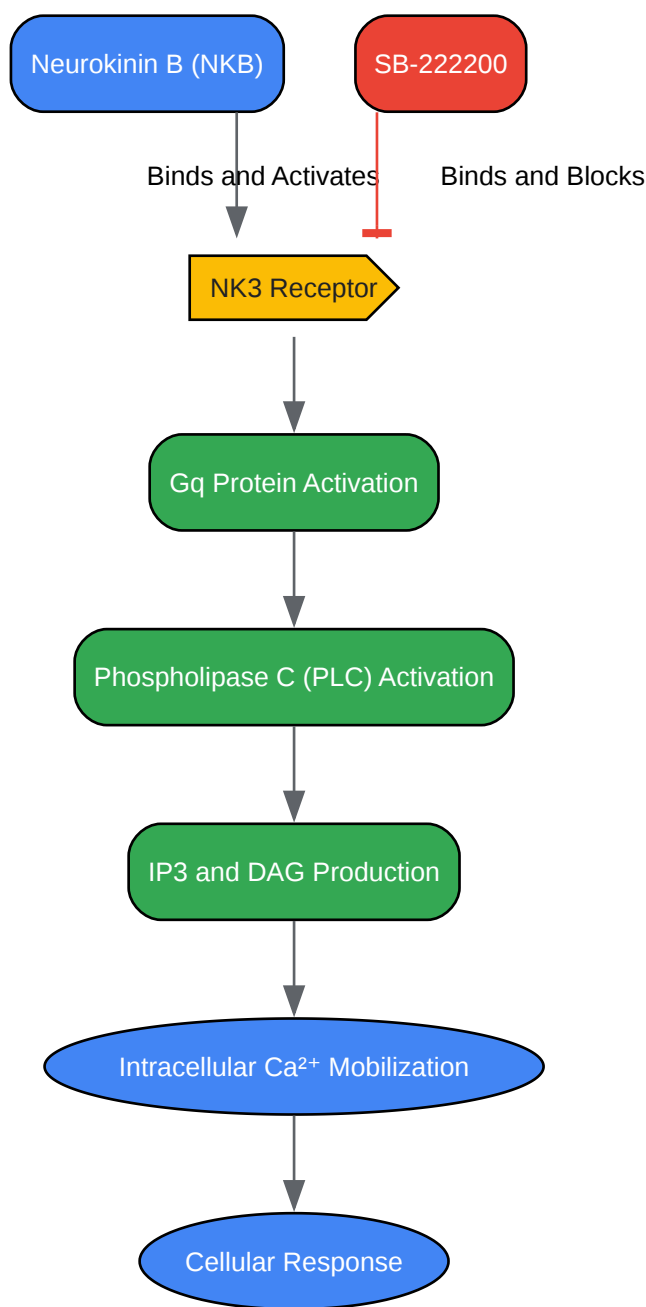 Neurokinin B (NKB)
SB-222200
Binds and Activates
Binds and Blocks
NK3 Receptor
Gq Protein Activation
Phospholipase C (PLC) Activation
IP3 and DAG Production
Intracellular Ca²⁺ Mobilization
Cellular Response